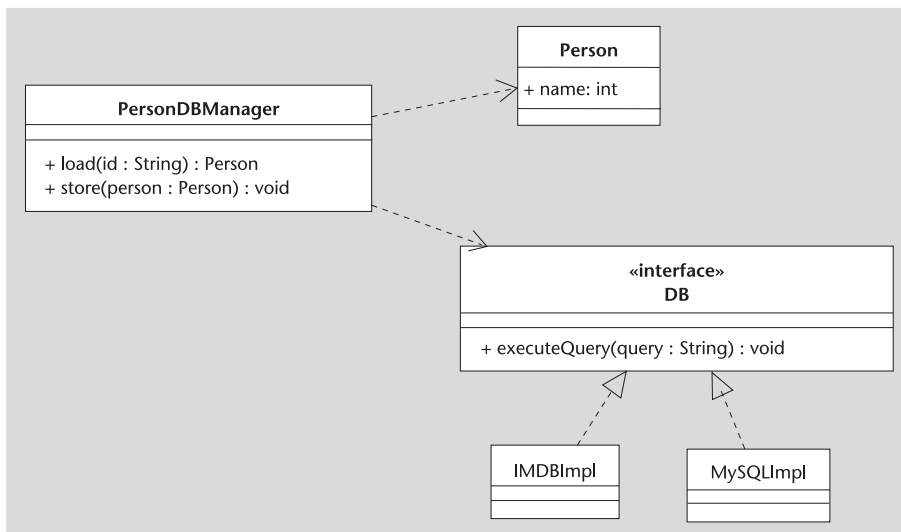 Person
+ name: int
PersonDBManager
+ load(id : String) : Person
+ store(person : Person) : void
«interface»
DB
+ executeQuery(query : String) : void
IMDBImpl
MySQLImpl